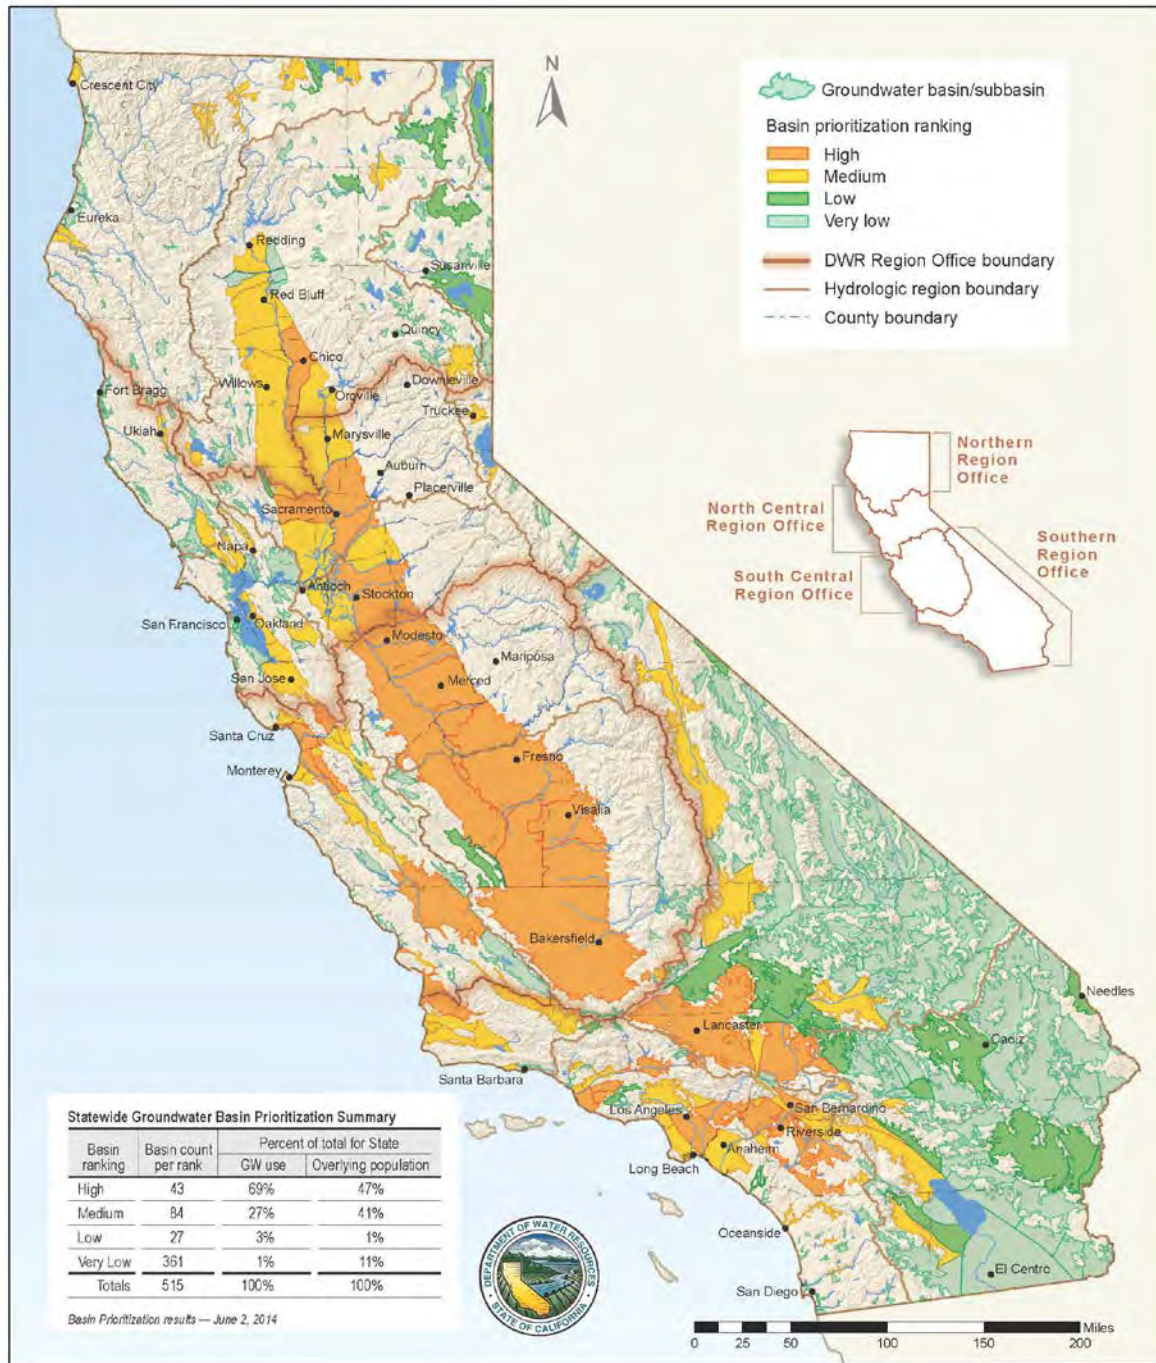 N
Groundwater basin/subbasin
Basin prioritization ranking
High
Medium
Low
Very low
DWR Region Office boundary
Hydrologic region boundary
County boundary
Northern
Region
Office
North Central
Region Office
Southern
Region
Office
South Central
Region Office
Crescent City
Eureka
Redding
Susanville
Red Bluff
Quincy
Chico
Fort Bragg
Willows
Oroville
Downieville
Truckee
Ukiah
Marysville
Auburn
Placerville
Sacramento
Napa
Antioch
Stockton
San Francisco
Oakland
Modesto
Mariposa
San Jose
Merced
Santa Cruz
Fresno
Monterey
Visalia
Bakersfield
Needles
Lancaster
Cadiz
Santa Barbara
Los Angeles
San Bernardino
Riverside
Anaheim
Long Beach
Oceanside
El Centro
San Diego
Statewide Groundwater Basin Prioritization Summary
Basin ranking Basin count per rank Percent of total for State
GW use Overlying population
High 43 69% 47%
Medium 84 27% 41%
Low 27 3% 1%
Very Low 361 1% 11%
Totals 515 100% 100%
Basin Prioritization results — June 2, 2014
DEPARTMENT OF WATER RESOURCES
STATE OF CALIFORNIA
0 25 50 100 150 200 Miles